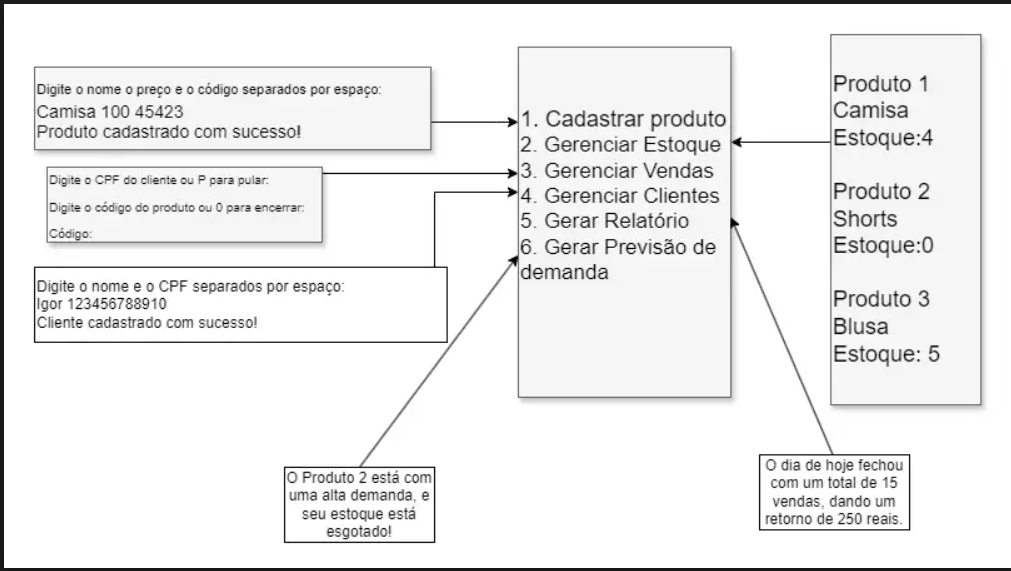 Digite o nome o preço e o código separados por espaço:
Camisa 100 45423
Produto cadastrado com sucesso!
Digite o CPF do cliente ou P para pular:
Digite o código do produto ou 0 para encerrar:
Código:
Digite o nome e o CPF separados por espaço:
Igor 123456788910
Cliente cadastrado com sucesso!
1. Cadastrar produto
2. Gerenciar Estoque
3. Gerenciar Vendas
4. Gerenciar Clientes
5. Gerar Relatório
6. Gerar Previsão de
demanda
Produto 1
Camisa
Estoque:4
Produto 2
Shorts
Estoque:0
Produto 3
Blusa
Estoque: 5
O Produto 2 está com
uma alta demanda, e
seu estoque está
esgotado!
O dia de hoje fechou
com um total de 15
vendas, dando um
retorno de 250 reais.